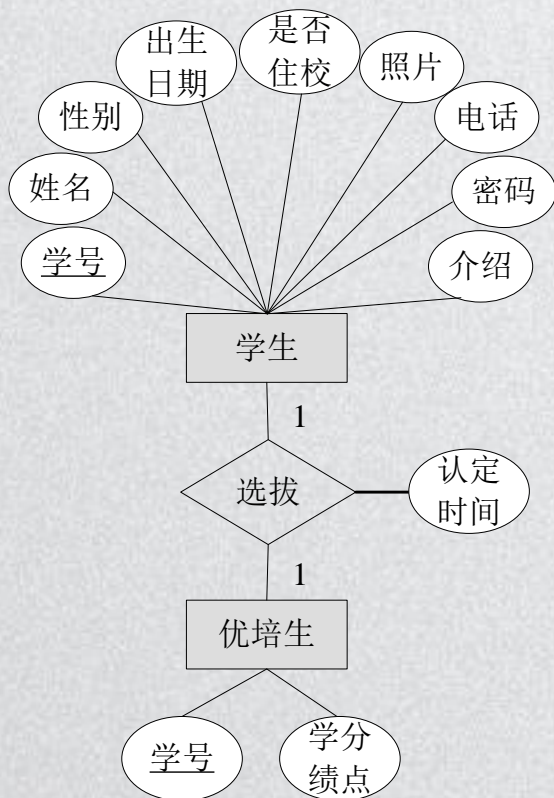 出生
日期
是否
住校
照片
性别
电话
姓名
密码
学号
介绍
学生
1
选拔
认定
时间
1
优培生
学号
学分
绩点